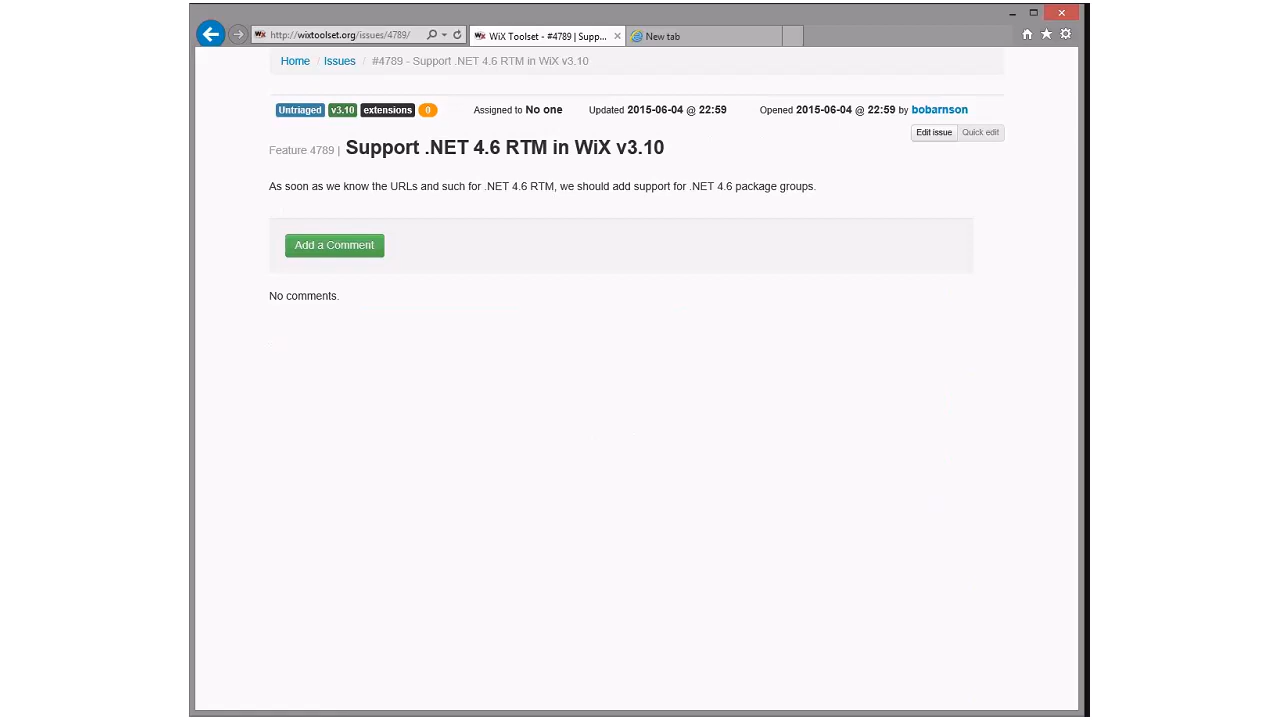 http://wixtoolset.org/issues/4789/
WiX Toolset - #4789 | Supp...
New tab
Home / Issues / #4789 - Support .NET 4.6 RTM in WiX v3.10
Untriaged v3.10 extensions 0 Assigned to No one Updated 2015-06-04 @ 22:59 Opened 2015-06-04 @ 22:59 by bobarnson
Edit issue Quick edit
Feature 4789 | Support .NET 4.6 RTM in WiX v3.10
As soon as we know the URLs and such for .NET 4.6 RTM, we should add support for .NET 4.6 package groups.
Add a Comment
No comments.